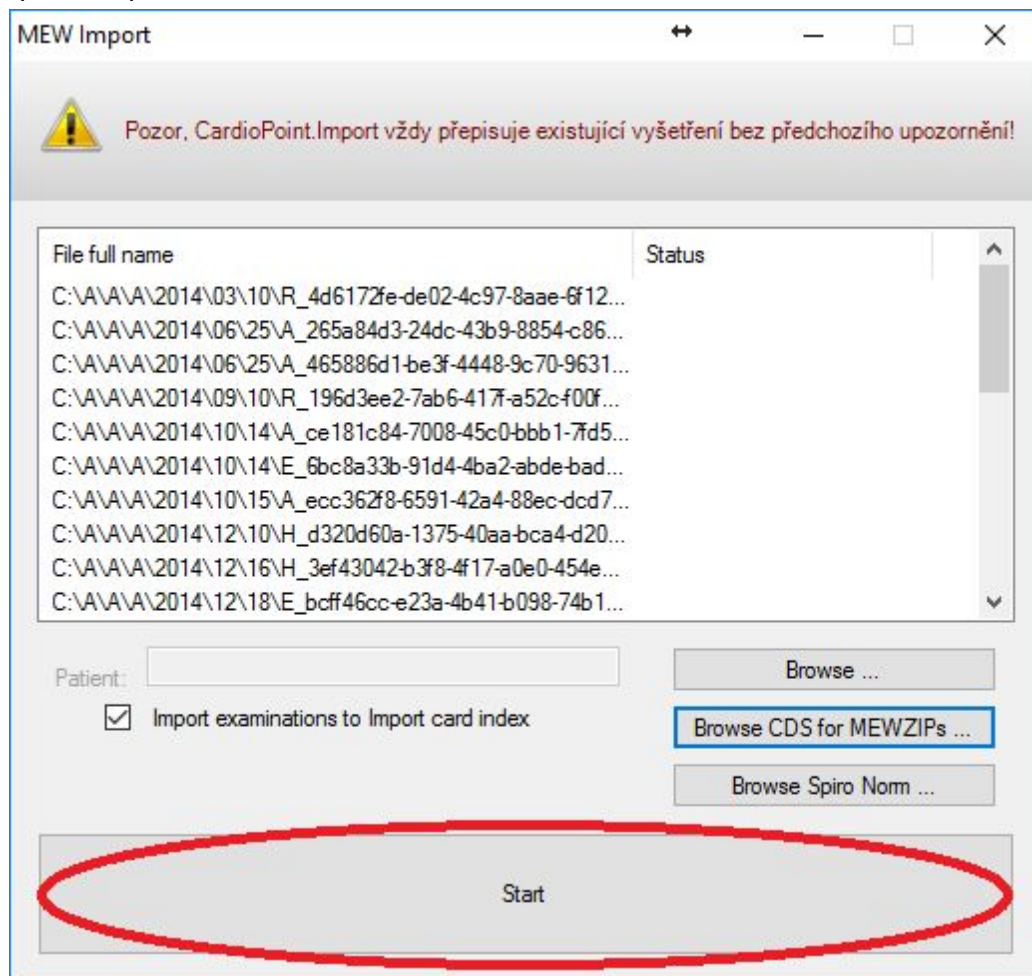 MEW Import
Pozor, CardioPoint.Import vždy přepisuje existující vyšetření bez předchozího upozornění!
File full name Status
C:\A\A\A\2014\03\10\R_4d6172fe-de02-4c97-8aae-6f12...
C:\A\A\A\2014\06\25\A_265a84d3-24dc-43b9-8854-c86...
C:\A\A\A\2014\06\25\A_465886d1-be3f-4448-9c70-9631...
C:\A\A\A\2014\09\10\R_196d3ee2-7ab6-417f-a52c-f00f...
C:\A\A\A\2014\10\14\A_ce181c84-7008-45c0-bbb1-7fd5...
C:\A\A\A\2014\10\14\E_6bc8a33b-91d4-4ba2-abde-bad...
C:\A\A\A\2014\10\15\A_ecc362f8-6591-42a4-88ec-dcd7...
C:\A\A\A\2014\12\10\H_d320d60a-1375-40aa-bca4-d20...
C:\A\A\A\2014\12\16\H_3ef43042-b3f8-4f17-a0e0-454e...
C:\A\A\A\2014\12\18\E_bcff46cc-e23a-4b41-b098-74b1...
Patient: Browse ...
Import examinations to Import card index
Browse CDS for MEWZIPs ...
Browse Spiro Norm ...
Start